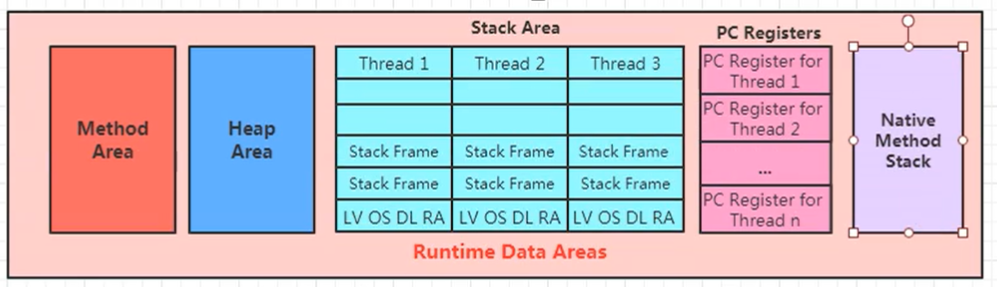 Stack Area
PC Registers
Method
Area
Heap
Area
Thread 1
Thread 2
Thread 3
Stack Frame
Stack Frame
Stack Frame
Stack Frame
Stack Frame
Stack Frame
LV OS DL RA
LV OS DL RA
LV OS DL RA
PC Register for
Thread 1
PC Register for
Thread 2
...
PC Register for
Thread n
Native
Method
Stack
Runtime Data Areas